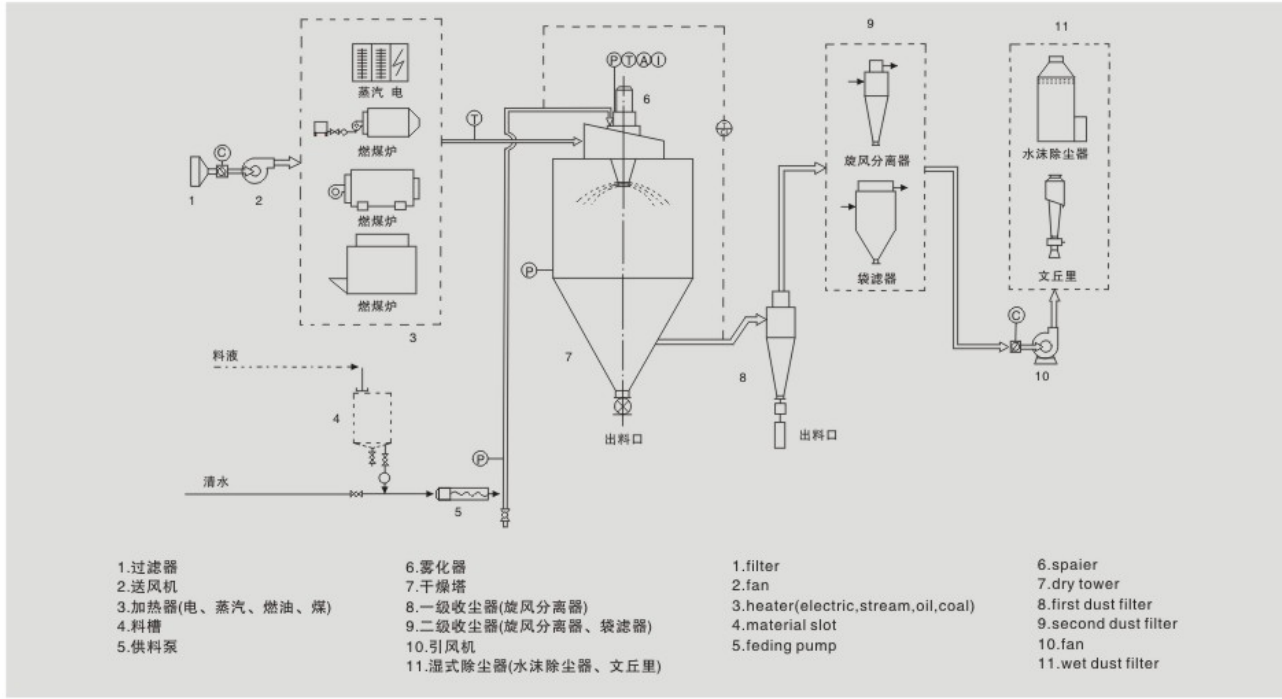 9
11
P T A I
6
蒸汽 电
T
T
C
燃煤炉
旋风分离器
水沫除尘器
1
2
燃煤炉
P
袋滤器
文丘里
燃煤炉
C
3
7
8
10
料液
4
出料口
出料口
P
清水
5
1.过滤器
2.送风机
3.加热器(电、蒸汽、燃油、煤)
4.料槽
5.供料泵
6.雾化器
7.干燥塔
8.一级收尘器(旋风分离器)
9.二级收尘器(旋风分离器、袋滤器)
10.引风机
11.湿式除尘器(水沫除尘器、文丘里)
1.filter
2.fan
3.heater(electric,stream,oil,coal)
4.material slot
5.feding pump
6.spaier
7.dry tower
8.first dust filter
9.second dust filter
10.fan
11.wet dust filter